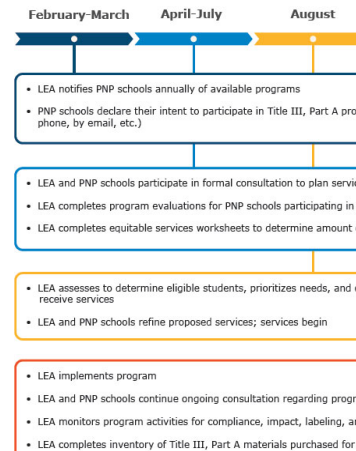 February-March April-July August
• LEA notifies PNP schools annually of available programs
• PNP schools declare their intent to participate in Title III, Part A
phone, by email, etc.)
• LEA and PNP schools participate in formal consultation to plan
• LEA completes program evaluations for PNP schools participating in
• LEA completes equitable services worksheets to determine amount
• LEA assesses to determine eligible students, prioritizes needs, and
receive services
• LEA and PNP schools refine proposed services; services begin
• LEA implements program
• LEA and PNP schools continue ongoing consultation regarding
• LEA monitors program activities for compliance, impact, labeling,
• LEA completes inventory of Title III, Part A materials purchased for